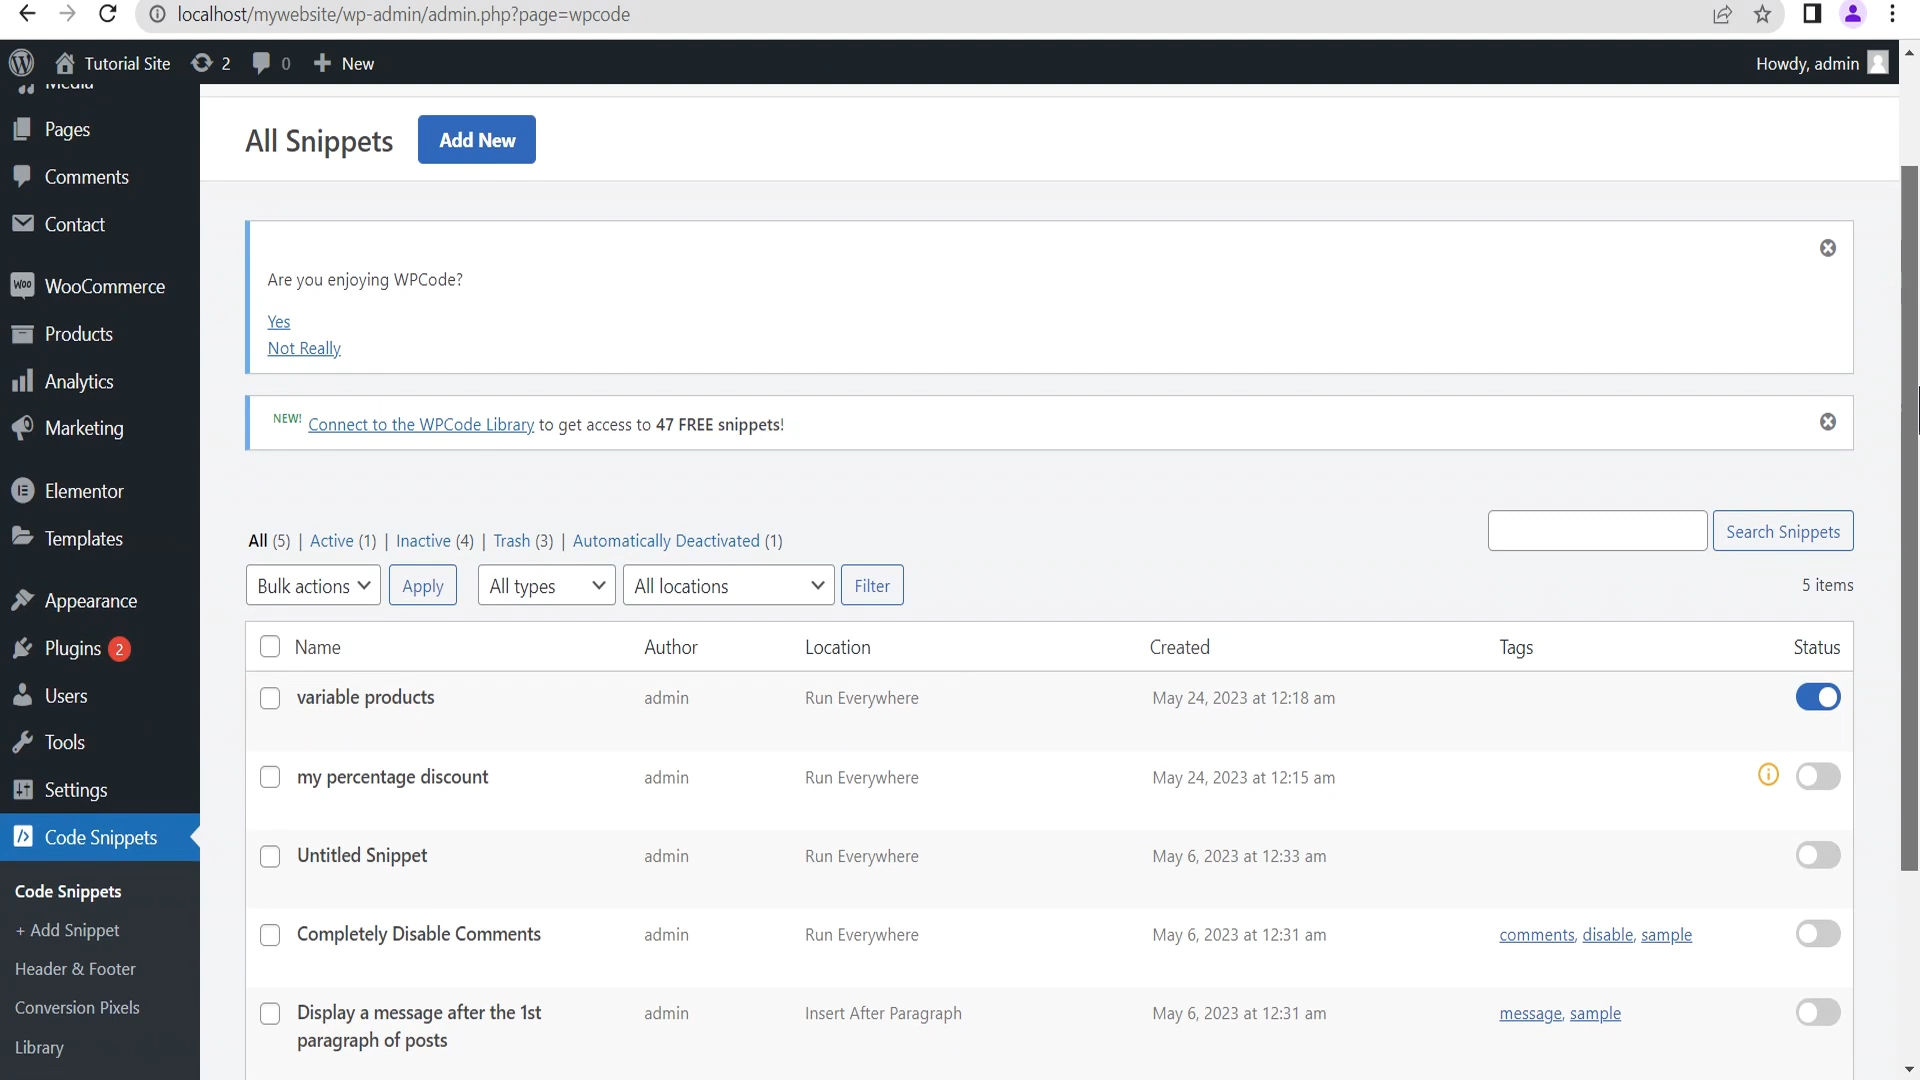 localhost/mywebsite/wp-admin/admin.php?page=wpcode
Tutorial Site 2 0 New
Howdy, admin
Media
Pages
Comments
Contact
WooCommerce
Products
Analytics
Marketing
Elementor
Templates
Appearance
Plugins 2
Users
Tools
Settings
Code Snippets
Code Snippets
+ Add Snippet
Header & Footer
Conversion Pixels
Library
All Snippets Add New
Are you enjoying WPCode?
Yes
Not Really
NEW! Connect to the WPCode Library to get access to 47 FREE snippets!
All (5) | Active (1) | Inactive (4) | Trash (3) | Automatically Deactivated (1)
Search Snippets
Bulk actions Apply All types All locations Filter
5 items
Name Author Location Created Tags Status
variable products admin Run Everywhere May 24, 2023 at 12:18 am
my percentage discount admin Run Everywhere May 24, 2023 at 12:15 am
Untitled Snippet admin Run Everywhere May 6, 2023 at 12:33 am
Completely Disable Comments admin Run Everywhere May 6, 2023 at 12:31 am comments, disable, sample
Display a message after the 1st admin Insert After Paragraph May 6, 2023 at 12:31 am message, sample
paragraph of posts